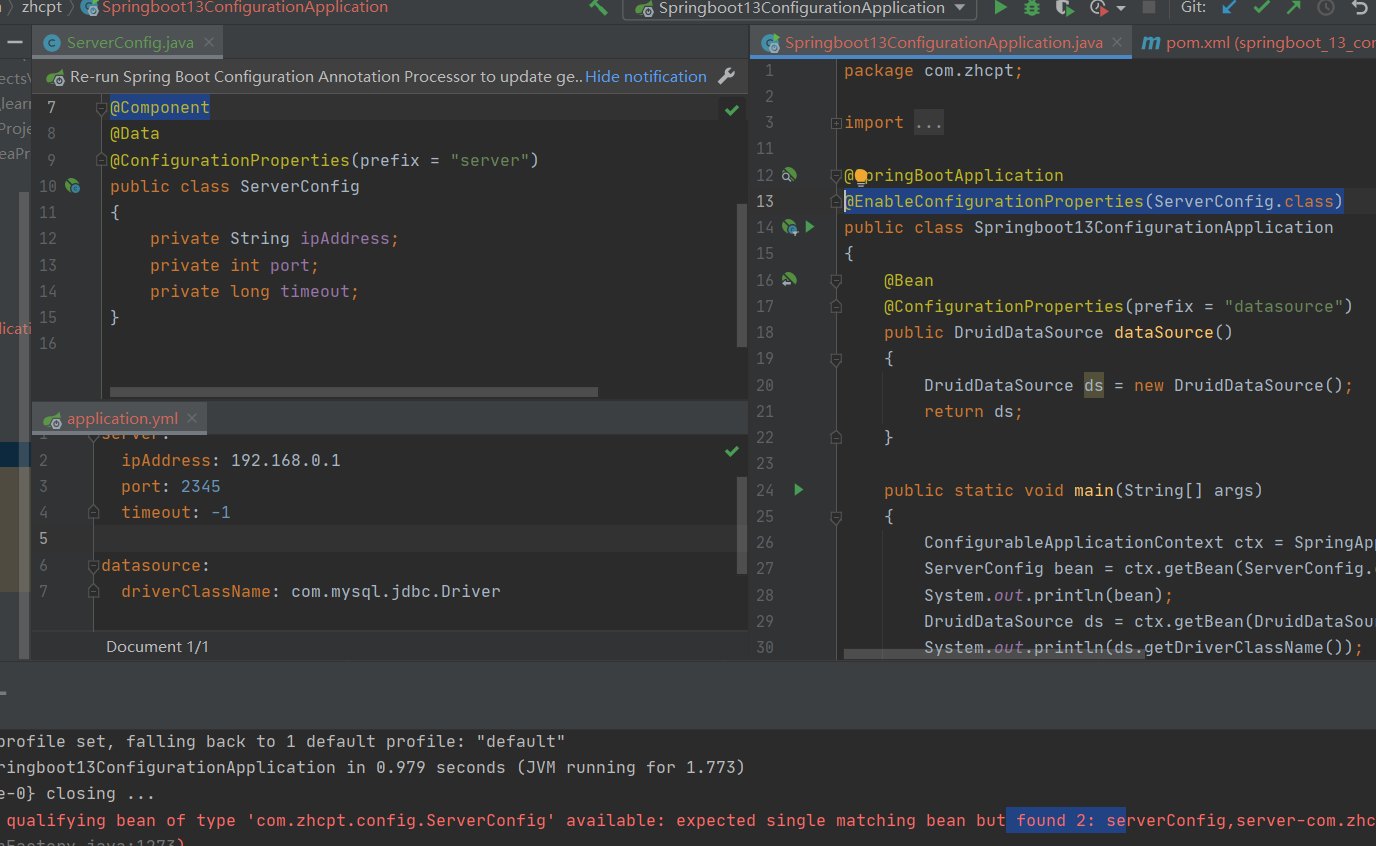 zhcpt
Springboot13ConfigurationApplication
Springboot13ConfigurationApplication
Git:
ServerConfig.java
Re-run Spring Boot Configuration Annotation Processor to update ge..Hide notification
7 @Component
8 @Data
9 @ConfigurationProperties(prefix = "server")
10 public class ServerConfig
11 {
12 private String ipAddress;
13 private int port;
14 private long timeout;
15 }
16
application.yml
1 server:
2 ipAddress: 192.168.0.1
3 port: 2345
4 timeout: -1
5
6 datasource:
7 driverClassName: com.mysql.jdbc.Driver
Document 1/1
Springboot13ConfigurationApplication.java
pom.xml (springboot_13_con
1 package com.zhcpt;
2
3 import ...
11
12 @SpringBootApplication
13 @EnableConfigurationProperties(ServerConfig.class)
14 public class Springboot13ConfigurationApplication
15 {
16 @Bean
17 @ConfigurationProperties(prefix = "datasource")
18 public DruidDataSource dataSource()
19 {
20 DruidDataSource ds = new DruidDataSource();
21 return ds;
22 }
23
24 public static void main(String[] args)
25 {
26 ConfigurableApplicationContext ctx = SpringApp
27 ServerConfig bean = ctx.getBean(ServerConfig.
28 System.out.println(bean);
29 DruidDataSource ds = ctx.getBean(DruidDataSou
30 System.out.println(ds.getDriverClassName());
profile set, falling back to 1 default profile: "default"
ringboot13ConfigurationApplication in 0.979 seconds (JVM running for 1.773)
e-0} closing ...
qualifying bean of type 'com.zhcpt.config.ServerConfig' available: expected single matching bean but found 2: serverConfig,server-com.zhc